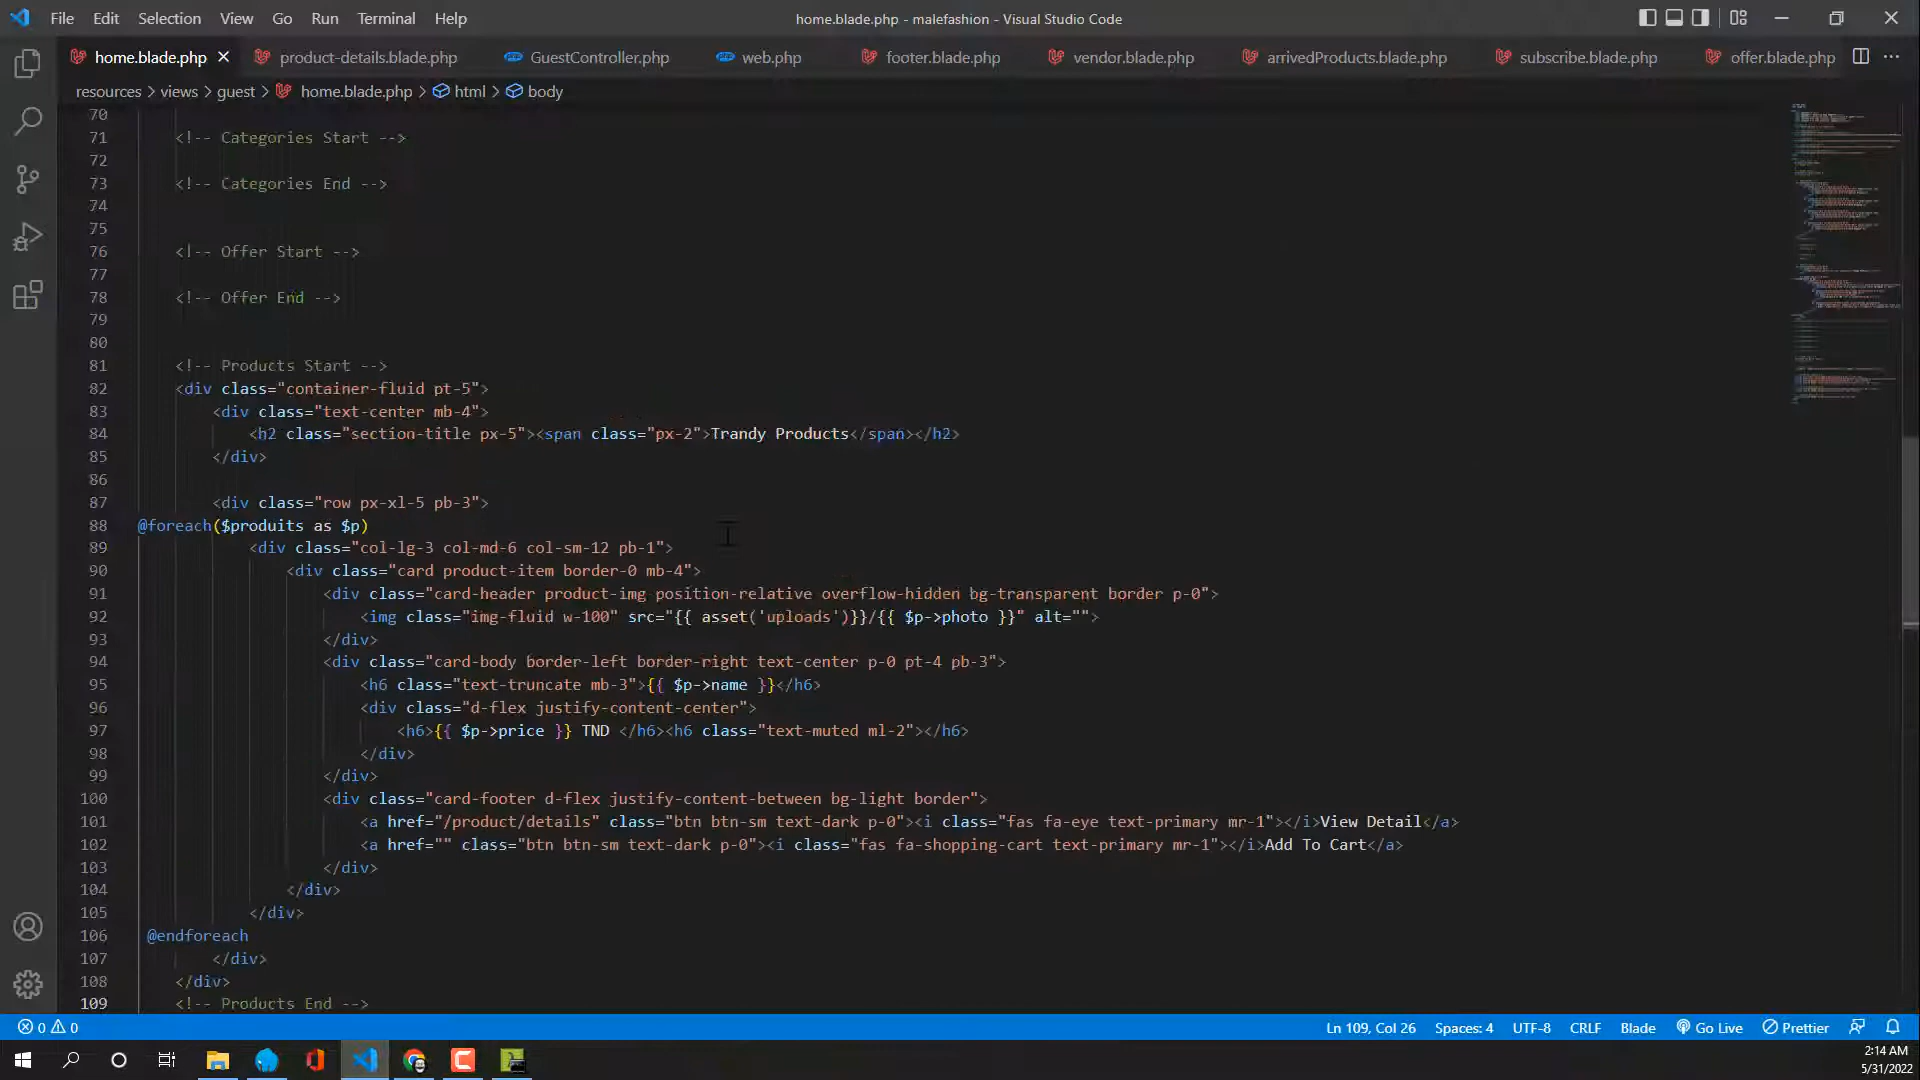 File Edit Selection View Go Run Terminal Help
home.blade.php - malefashion - Visual Studio Code
home.blade.php product-details.blade.php GuestController.php web.php footer.blade.php vendor.blade.php arrivedProducts.blade.php subscribe.blade.php offer.blade.php
resources > views > guest > home.blade.php > html > body
70
71 <!-- Categories Start -->
72
73 <!-- Categories End -->
74
75
76 <!-- Offer Start -->
77
78 <!-- Offer End -->
79
80
81 <!-- Products Start -->
82 <div class="container-fluid pt-5">
83 <div class="text-center mb-4">
84 <h2 class="section-title px-5"><span class="px-2">Trandy Products</span></h2>
85 </div>
86
87 <div class="row px-xl-5 pb-3">
88 @foreach($produits as $p)
89 <div class="col-lg-3 col-md-6 col-sm-12 pb-1">
90 <div class="card product-item border-0 mb-4">
91 <div class="card-header product-img position-relative overflow-hidden bg-transparent border p-0">
92 <img class="img-fluid w-100" src="{{ asset('uploads')}}/{{ $p->photo }}" alt="">
93 </div>
94 <div class="card-body border-left border-right text-center p-0 pt-4 pb-3">
95 <h6 class="text-truncate mb-3">{{ $p->name }}</h6>
96 <div class="d-flex justify-content-center">
97 <h6>{{ $p->price }} TND </h6><h6 class="text-muted ml-2"></h6>
98 </div>
99 </div>
100 <div class="card-footer d-flex justify-content-between bg-light border">
101 <a href="/product/details" class="btn btn-sm text-dark p-0"><i class="fas fa-eye text-primary mr-1"></i>View Detail</a>
102 <a href="" class="btn btn-sm text-dark p-0"><i class="fas fa-shopping-cart text-primary mr-1"></i>Add To Cart</a>
103 </div>
104 </div>
105 </div>
106 @endforeach
107 </div>
108 </div>
109 <!-- Products End -->
0 0 Ln 109, Col 26 Spaces: 4 UTF-8 CRLF Blade Go Live Prettier
2:14 AM
5/31/2022